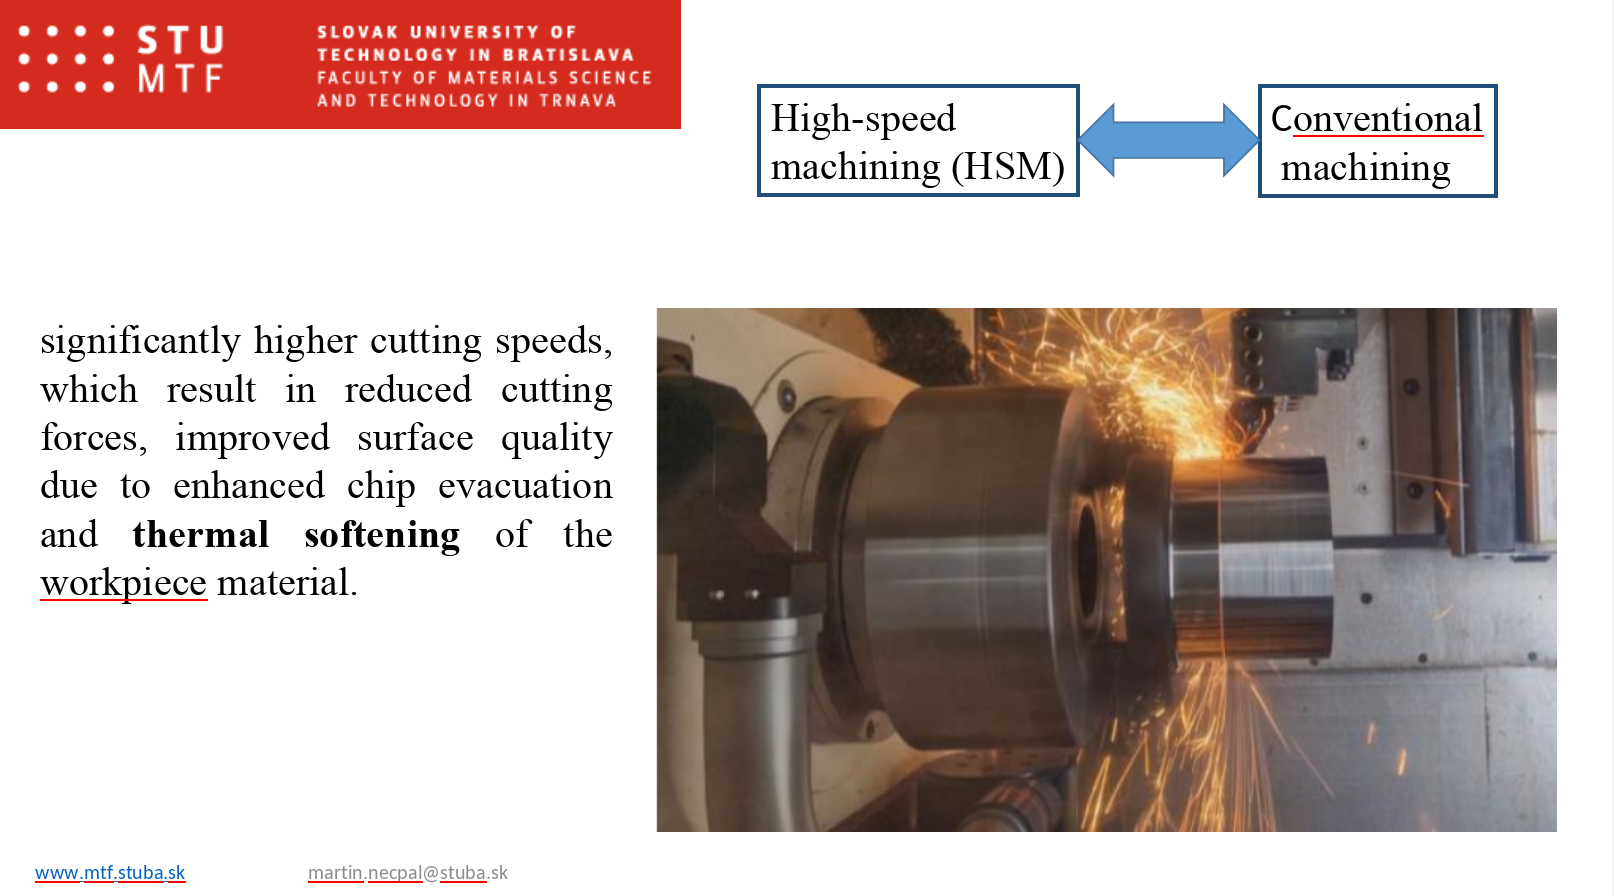 STU
MTF
SLOVAK UNIVERSITY OF
TECHNOLOGY IN BRATISLAVA
FACULTY OF MATERIALS SCIENCE
AND TECHNOLOGY IN TRNAVA
High-speed
machining (HSM)
Conventional
machining
significantly higher cutting speeds,
which result in reduced cutting
forces, improved surface quality
due to enhanced chip evacuation
and thermal softening of the
workpiece material.
www.mtf.stuba.sk
martin.necpal@stuba.sk